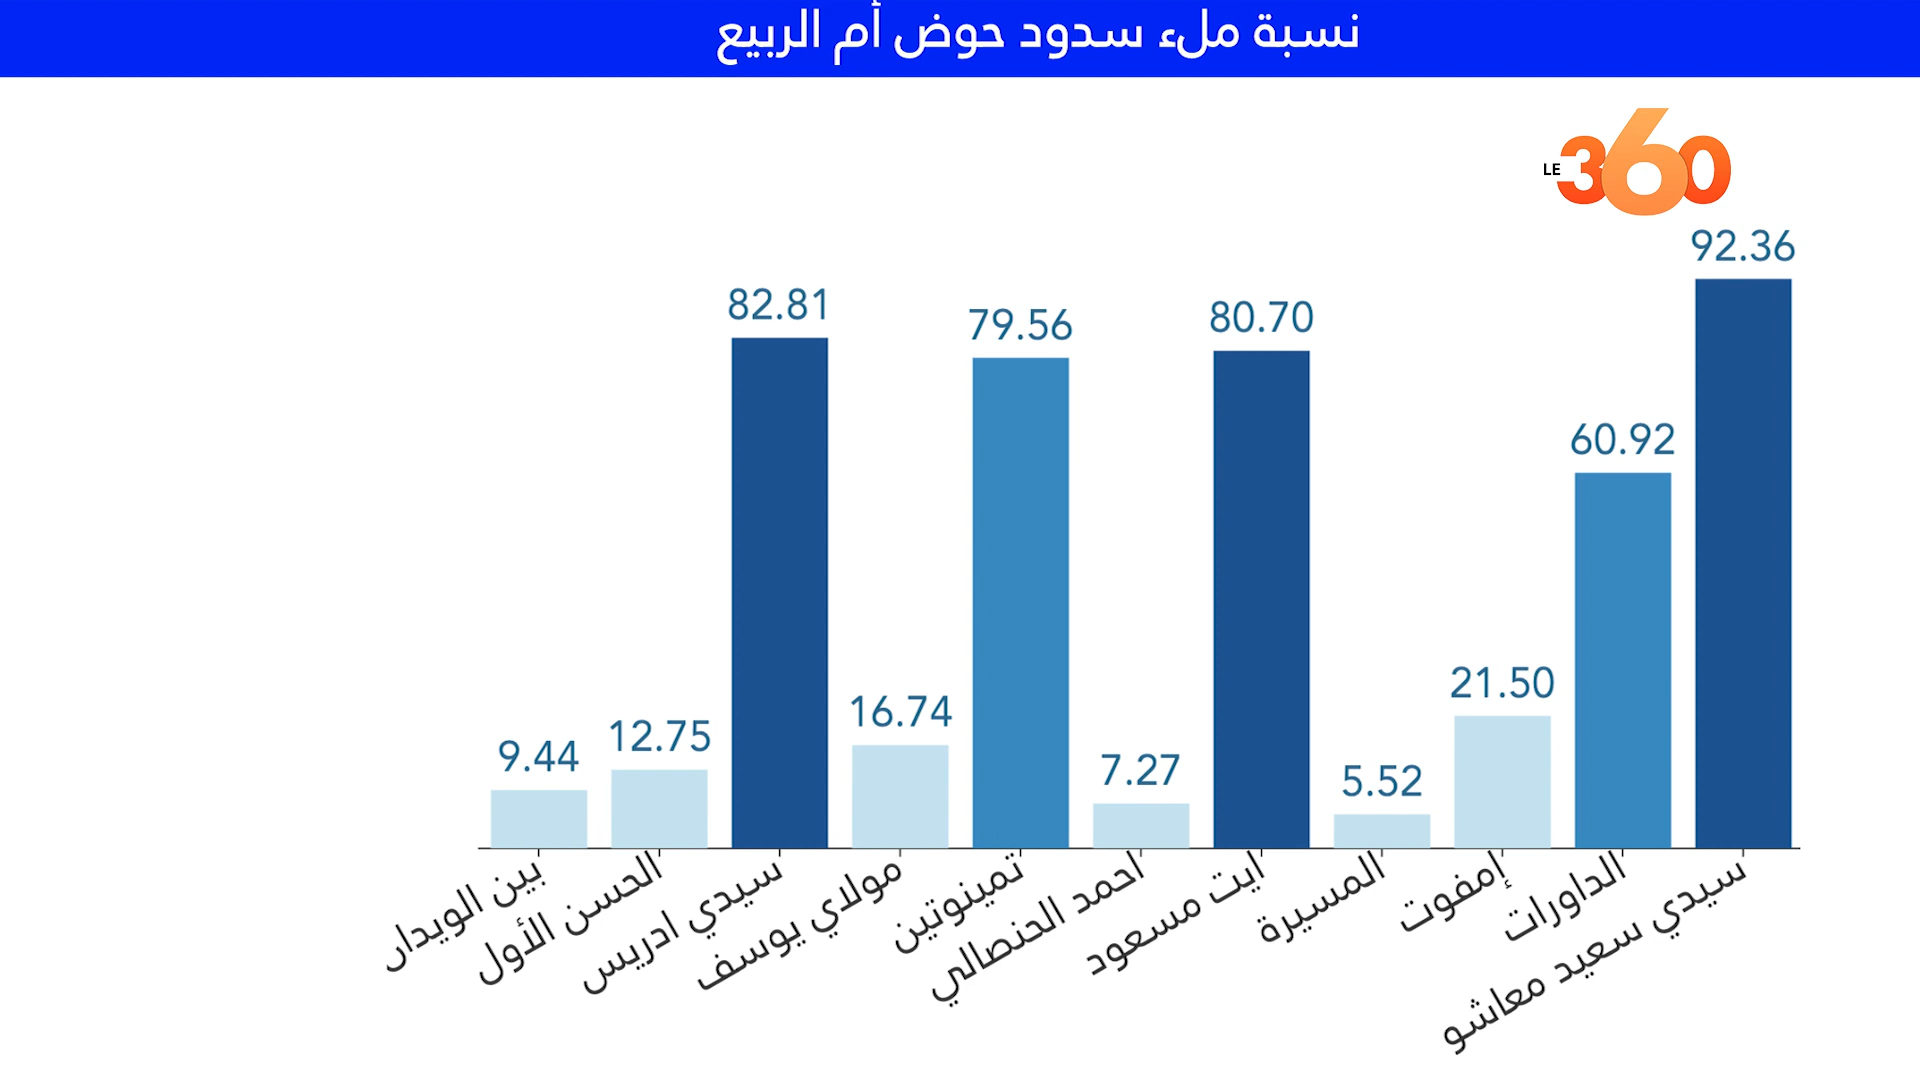 نسبة ملء سدود حوض أم الربيع
LE 360
92.36
82.81
80.70
79.56
60.92
21.50
16.74
12.75
9.44
7.27
5.52
بين الويدار
الحسن الأول
سيدي ادريس
مولاي يوسف
تمينوتين
احمد الحنصالي
ايت مسعود
المسيرة
إمفوت
الداورات
سيدي سعيد معاشو